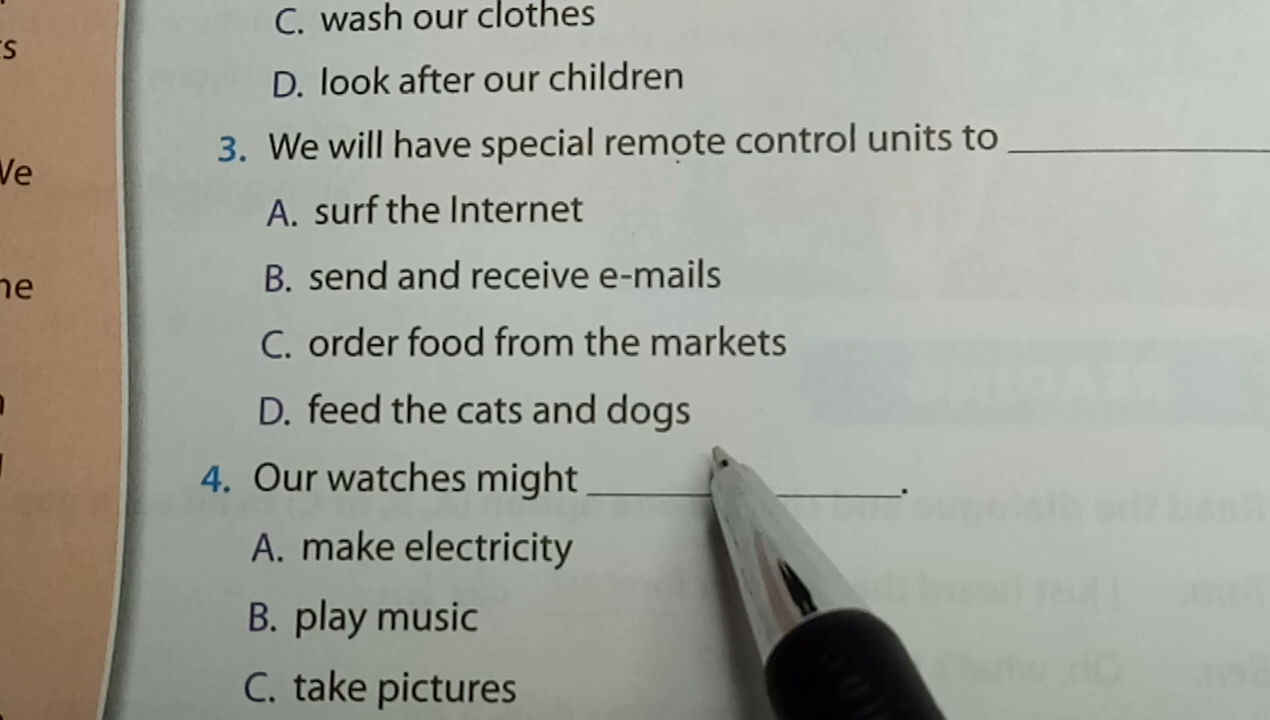 C. wash our clothes
D. look after our children
3. We will have special remote control units to
A. surf the Internet
B. send and receive e-mails
C. order food from the markets
D. feed the cats and dogs
4. Our watches might ____________.
A. make electricity
B. play music
C. take pictures